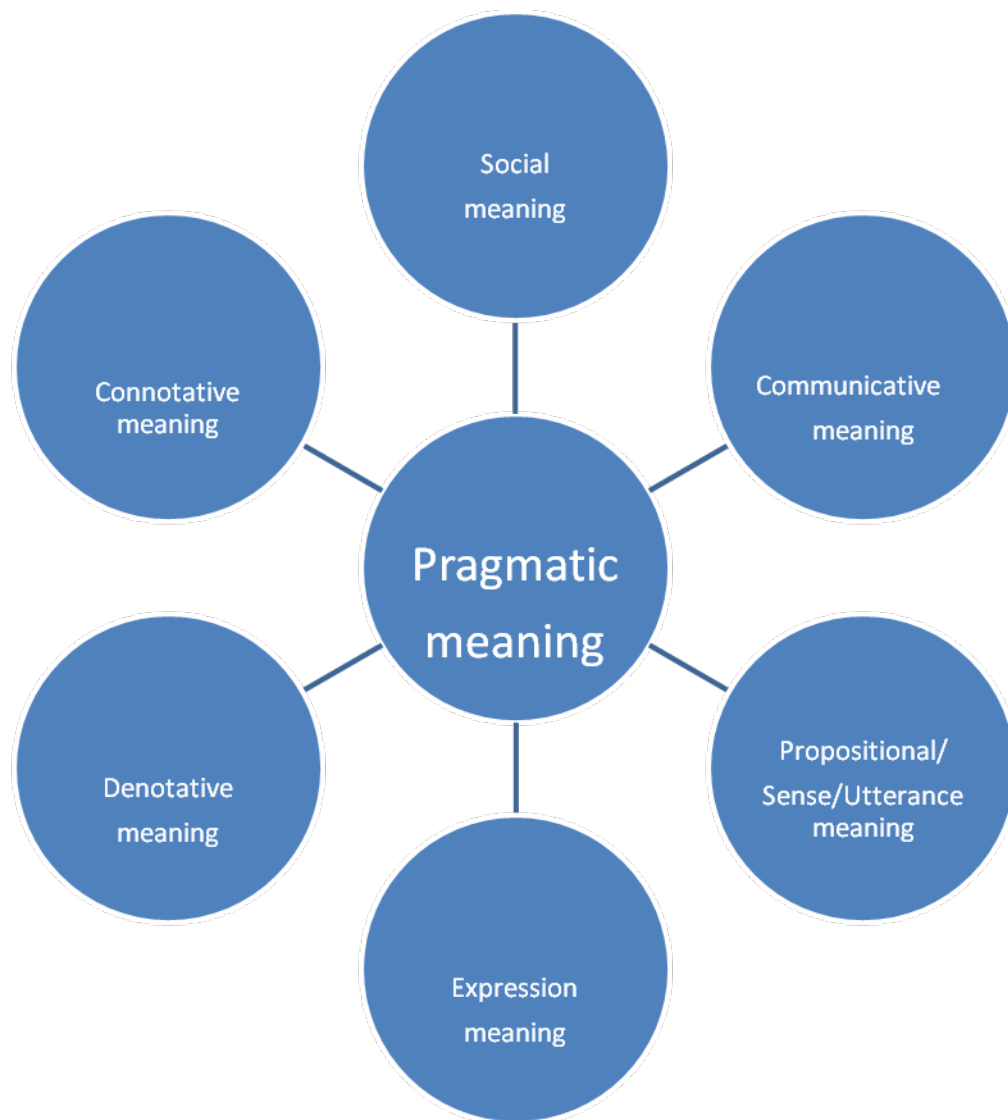 Social
meaning
Connotative
meaning
Communicative
meaning
Pragmatic
meaning
Denotative
meaning
Propositional/
Sense/Utterance
meaning
Expression
meaning